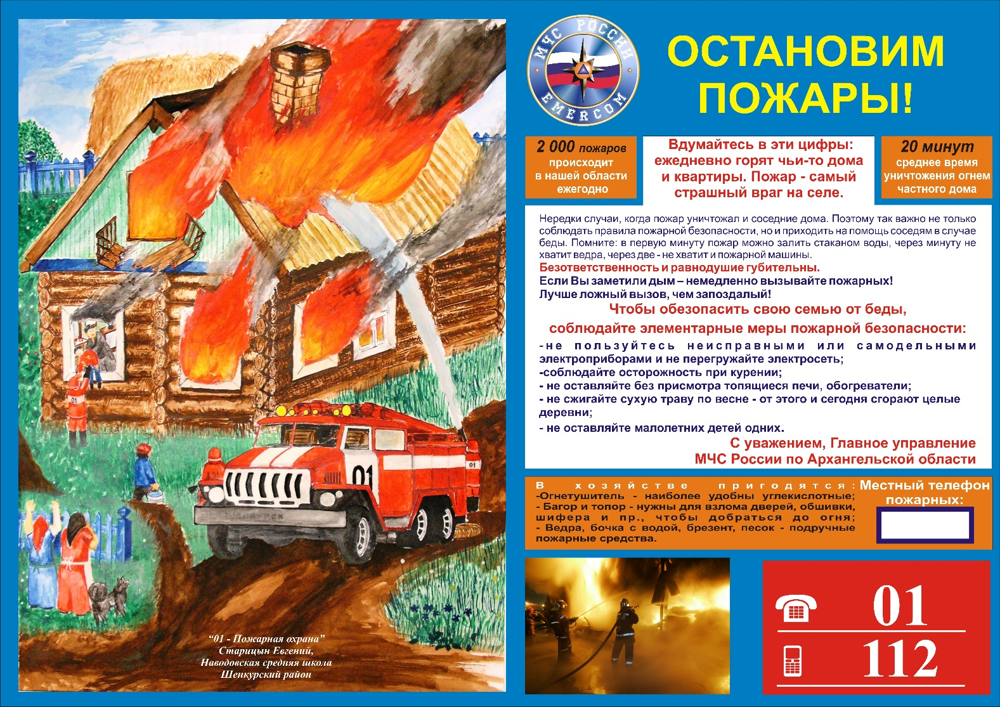 МЧС РОССИИ
EMERCOM
ОСТАНОВИМ
ПОЖАРЫ!
2 000 пожаров
происходит
в нашей области
ежегодно
Вдумайтесь в эти цифры:
ежедневно горят чьи-то дома
и квартиры. Пожар - самый
страшный враг на селе.
20 минут
среднее время
уничтожения огнем
частного дома
Нередки случаи, когда пожар уничтожал и соседние дома. Поэтому так важно не только
соблюдать правила пожарной безопасности, но и приходить на помощь соседям в случае
беды. Помните: в первую минуту пожар можно залить стаканом воды, через минуту не
хватит ведра, через две - не хватит и пожарной машины.
Безответственность и равнодушие губительны.
Если Вы заметили дым – немедленно вызывайте пожарных!
Лучше ложный вызов, чем запоздалый!
Чтобы обезопасить свою семью от беды,
соблюдайте элементарные меры пожарной безопасности:
-не пользуйтесь неисправными или самодельными
электроприборами и не перегружайте электросеть;
-соблюдайте осторожность при курении;
- не оставляйте без присмотра топящиеся печи, обогреватели;
- не сжигайте сухую траву по весне - от этого и сегодня сгорают целые
деревни;
- не оставляйте малолетних детей одних.
С уважением, Главное управление
МЧС России по Архангельской области
В хозяйстве пригодятся:
-Огнетушитель - наиболее удобны углекислотные;
- Багор и топор - нужны для взлома дверей, обшивки,
шифера и пр., чтобы добраться до огня;
- Ведра, бочка с водой, брезент, песок - подручные
пожарные средства.
Местный телефон
пожарных:
01
112
01
01
01
“01 - Пожарная охрана”
Старицын Евгений,
Наводовская средняя школа
Шенкурский район